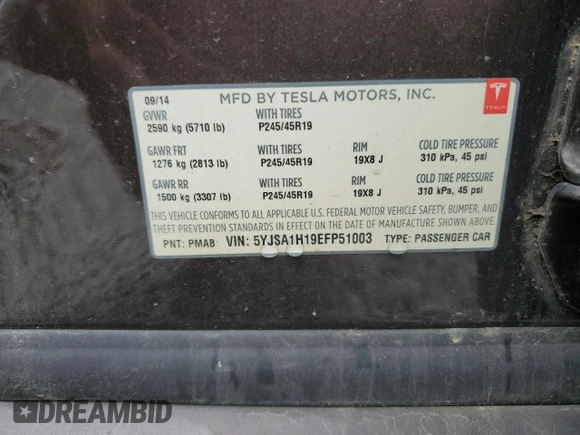 09/14 MFD BY TESLA MOTORS, INC.
GVWR WITH TIRES
2590 kg (5710 lb) P245/45R19
GAWR FRT WITH TIRES RIM COLD TIRE PRESSURE
1276 kg (2813 lb) P245/45R19 19X8 J 310 kPa, 45 psi
GAWR RR WITH TIRES RIM COLD TIRE PRESSURE
1500 kg (3307 lb) P245/45R19 19X8 J 310 kPa, 45 psi
THIS VEHICLE CONFORMS TO ALL APPLICABLE U.S. FEDERAL MOTOR VEHICLE SAFETY, BUMPER, AND
THEFT PREVENTION STANDARDS IN EFFECT ON THE DATE OF MANUFACTURE SHOWN ABOVE.
PNT: PMAB VIN: 5YJSA1H19EFP51003 TYPE: PASSENGER CAR
TESLA
DREAMBID